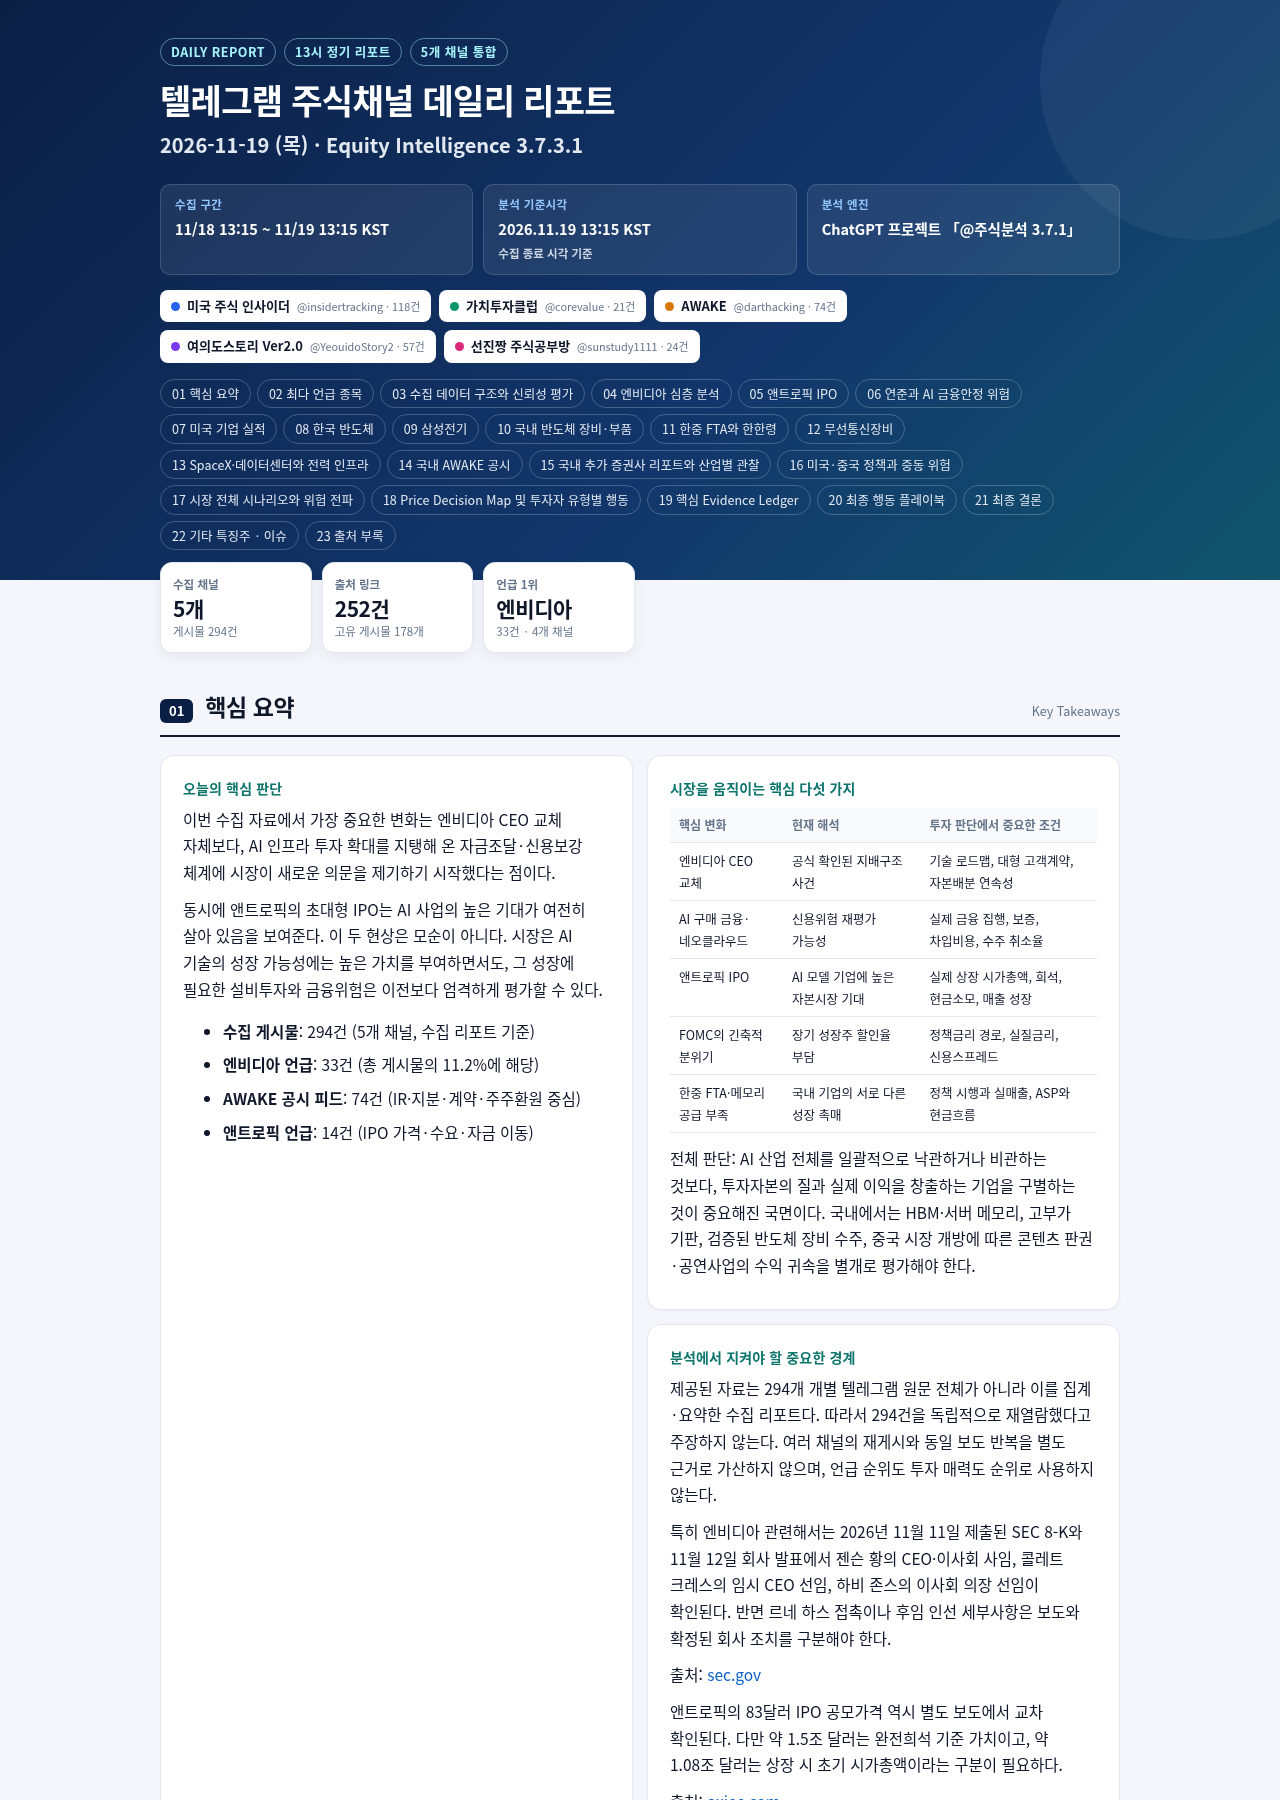 DAILY REPORT
13시 정기 리포트
5개 채널 통합
텔레그램 주식채널 데일리 리포트
2026-11-19 (목) · Equity Intelligence 3.7.3.1
수집 구간
11/18 13:15 ~ 11/19 13:15 KST
분석 기준시각
2026.11.19 13:15 KST
수집 종료 시각 기준
분석 엔진
ChatGPT 프로젝트 「@주식분석 3.7.1」
미국 주식 인사이더 @insidertracking · 118건
가치투자클럽 @corevalue · 21건
AWAKE @darthacking · 74건
여의도스토리 Ver2.0 @YeouidoStory2 · 57건
선진짱 주식공부방 @sunstudy1111 · 24건
01 핵심 요약
02 최다 언급 종목
03 수집 데이터 구조와 신뢰성 평가
04 엔비디아 심층 분석
05 앤트로픽 IPO
06 연준과 AI 금융안정 위험
07 미국 기업 실적
08 한국 반도체
09 삼성전기
10 국내 반도체 장비·부품
11 한중 FTA와 한한령
12 무선통신장비
13 SpaceX·데이터센터와 전력 인프라
14 국내 AWAKE 공시
15 국내 추가 증권사 리포트와 산업별 관찰
16 미국·중국 정책과 중동 위험
17 시장 전체 시나리오와 위험 전파
18 Price Decision Map 및 투자자 유형별 행동
19 핵심 Evidence Ledger
20 최종 행동 플레이북
21 최종 결론
22 기타 특징주 · 이슈
23 출처 부록
수집 채널
5개
게시물 294건
출처 링크
252건
고유 게시물 178개
언급 1위
엔비디아
33건 · 4개 채널
01 핵심 요약
Key Takeaways
오늘의 핵심 판단
이번 수집 자료에서 가장 중요한 변화는 엔비디아 CEO 교체
자체보다, AI 인프라 투자 확대를 지탱해 온 자금조달·신용보강
체계에 시장이 새로운 의문을 제기하기 시작했다는 점이다.
동시에 앤트로픽의 초대형 IPO는 AI 사업의 높은 기대가 여전히
살아 있음을 보여준다. 이 두 현상은 모순이 아니다. 시장은 AI
기술의 성장 가능성에는 높은 가치를 부여하면서도, 그 성장에
필요한 설비투자와 금융위험은 이전보다 엄격하게 평가할 수 있다.
수집 게시물: 294건 (5개 채널, 수집 리포트 기준)
엔비디아 언급: 33건 (총 게시물의 11.2%에 해당)
AWAKE 공시 피드: 74건 (IR·지분·계약·주주환원 중심)
앤트로픽 언급: 14건 (IPO 가격·수요·자금 이동)
시장을 움직이는 핵심 다섯 가지
핵심 변화 현재 해석 투자 판단에서 중요한 조건
엔비디아 CEO 공식 확인된 지배구조 기술 로드맵, 대형 고객계약,
교체 사건 자본배분 연속성
AI 구매 금융· 신용위험 재평가 실제 금융 집행, 보증,
네오클라우드 가능성 차입비용, 수주 취소율
앤트로픽 IPO AI 모델 기업에 높은 실제 상장 시가총액, 희석,
자본시장 기대 현금소모, 매출 성장
FOMC의 긴축적 장기 성장주 할인율 정책금리 경로, 실질금리,
분위기 부담 신용스프레드
한중 FTA·메모리 국내 기업의 서로 다른 정책 시행과 실매출, ASP와
공급 부족 성장 촉매 현금흐름
전체 판단: AI 산업 전체를 일괄적으로 낙관하거나 비관하는
것보다, 투자자본의 질과 실제 이익을 창출하는 기업을 구별하는
것이 중요해진 국면이다. 국내에서는 HBM·서버 메모리, 고부가
기판, 검증된 반도체 장비 수주, 중국 시장 개방에 따른 콘텐츠 판권
·공연사업의 수익 귀속을 별개로 평가해야 한다.
분석에서 지켜야 할 중요한 경계
제공된 자료는 294개 개별 텔레그램 원문 전체가 아니라 이를 집계
·요약한 수집 리포트다. 따라서 294건을 독립적으로 재열람했다고
주장하지 않는다. 여러 채널의 재게시와 동일 보도 반복을 별도
근거로 가산하지 않으며, 언급 순위도 투자 매력도 순위로 사용하지
않는다.
특히 엔비디아 관련해서는 2026년 11월 11일 제출된 SEC 8-K와
11월 12일 회사 발표에서 젠슨 황의 CEO·이사회 사임, 콜레트
크레스의 임시 CEO 선임, 하비 존스의 이사회 의장 선임이
확인된다. 반면 르네 하스 접촉이나 후임 인선 세부사항은 보도와
확정된 회사 조치를 구분해야 한다.
출처: sec.gov
앤트로픽의 83달러 IPO 공모가격 역시 별도 보도에서 교차
확인된다. 다만 약 1.5조 달러는 완전희석 기준 가치이고, 약
1.08조 달러는 상장 시 초기 시가총액이라는 구분이 필요하다.